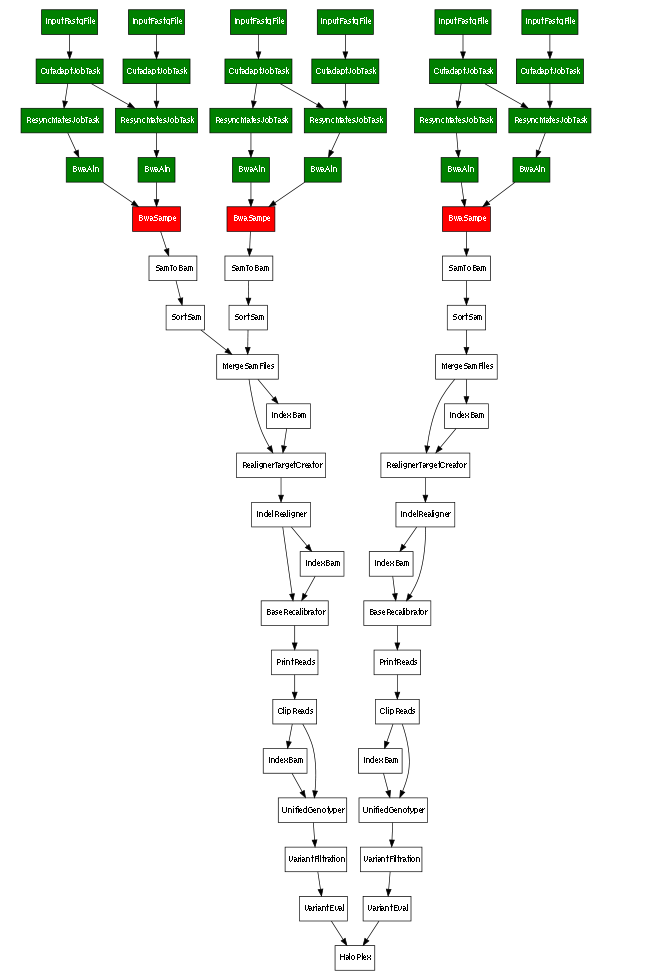 InputFastqFile InputFastqFile InputFastqFile InputFastqFile InputFastqFile InputFastqFile
CutadaptJobTask CutadaptJobTask CutadaptJobTask CutadaptJobTask CutadaptJobTask CutadaptJobTask
ResyncMatesJobTask ResyncMatesJobTask ResyncMatesJobTask ResyncMatesJobTask ResyncMatesJobTask ResyncMatesJobTask
BwaAln BwaAln BwaAln BwaAln BwaAln BwaAln
BwaSampe BwaSampe BwaSampe
SamToBam SamToBam SamToBam
SortSam SortSam SortSam
MergeSamFiles MergeSamFiles
IndexBam IndexBam
RealignerTargetCreator RealignerTargetCreator
IndelRealigner IndelRealigner
IndexBam IndexBam
BaseRecalibrator BaseRecalibrator
PrintReads PrintReads
ClipReads ClipReads
IndexBam IndexBam
UnifiedGenotyper UnifiedGenotyper
VariantFiltration VariantFiltration
VariantEval VariantEval
HaloPlex